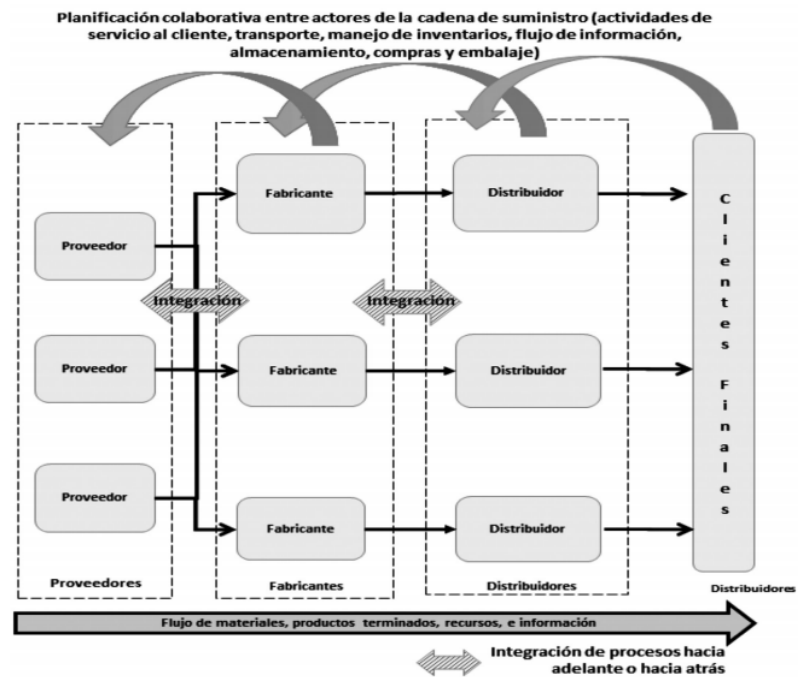 Planificación colaborativa entre actores de la cadena de suministro (actividades de
servicio al cliente, transporte, manejo de inventarios, flujo de información,
almacenamiento, compras y embalaje)
Fabricante
Distribuidor
Proveedor
Integración
Integración
Proveedor
Fabricante
Distribuidor
Proveedor
Fabricante
Distribuidor
Clientes Finales
Proveedores
Fabricantes
Distribuidores
Distribuidores
Flujo de materiales, productos terminados, recursos, e información
Integración de procesos hacia
adelante o hacia atrás